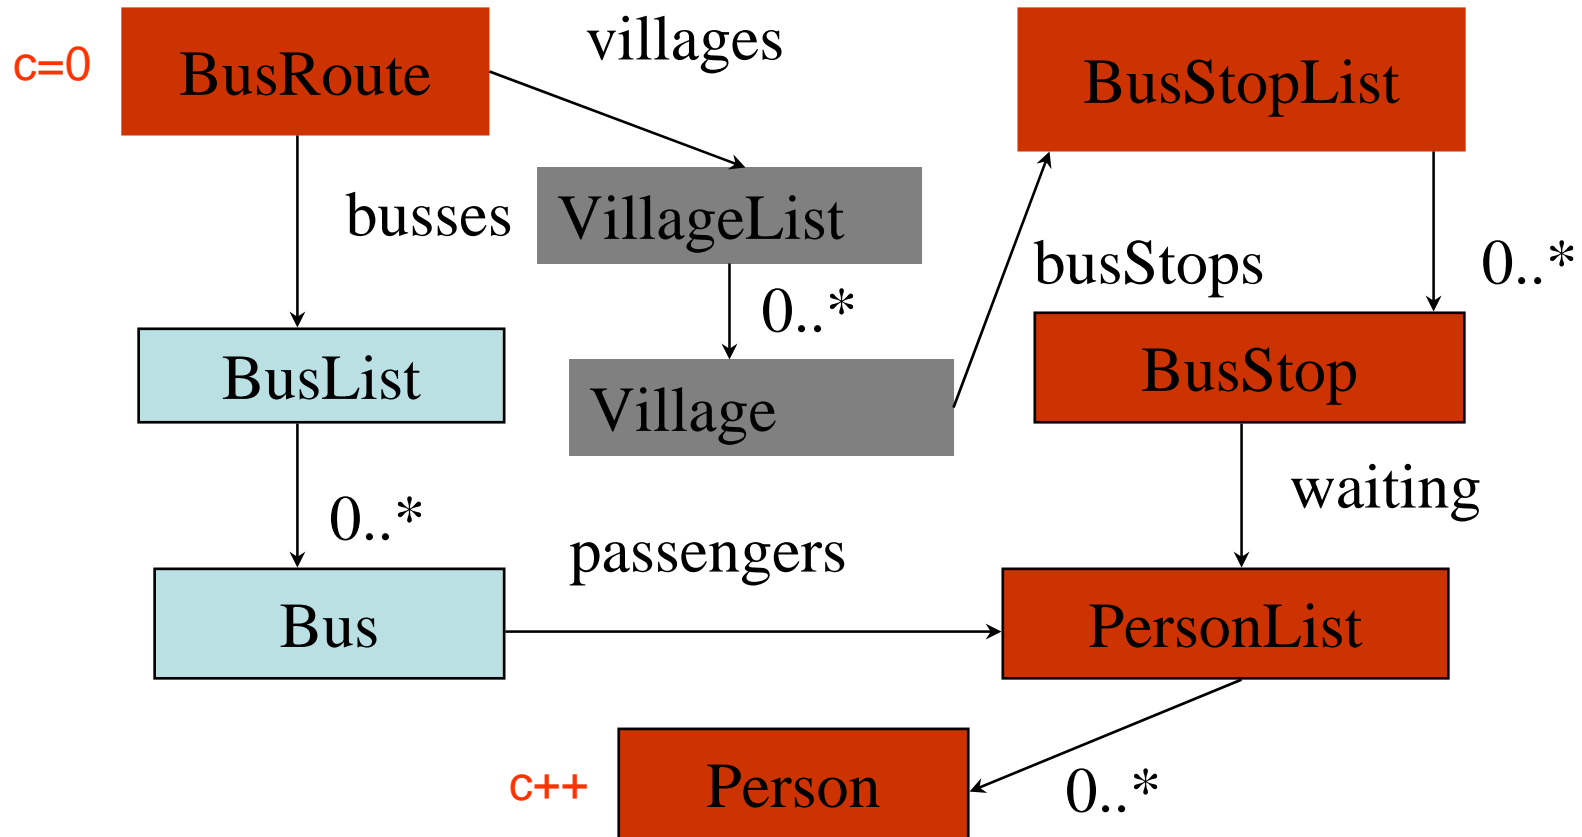 c=0
BusRoute
villages
BusStopList
busses
VillageList
busStops
0..*
0..*
BusList
Village
BusStop
0..*
waiting
passengers
Bus
PersonList
c++
Person
0..*